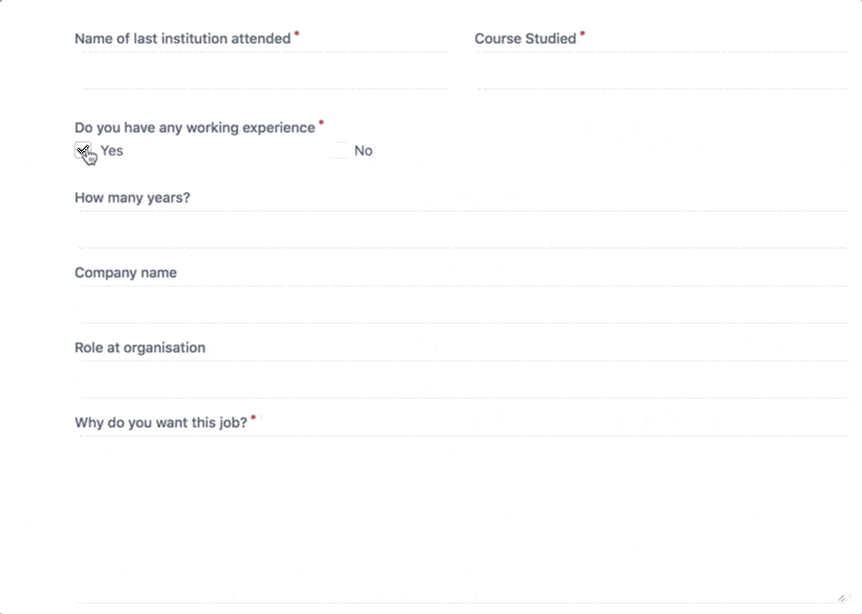 Name of last institution attended * Course Studied *
Do you have any working experience *
Yes No
How many years?
Company name
Role at organisation
Why do you want this job? *